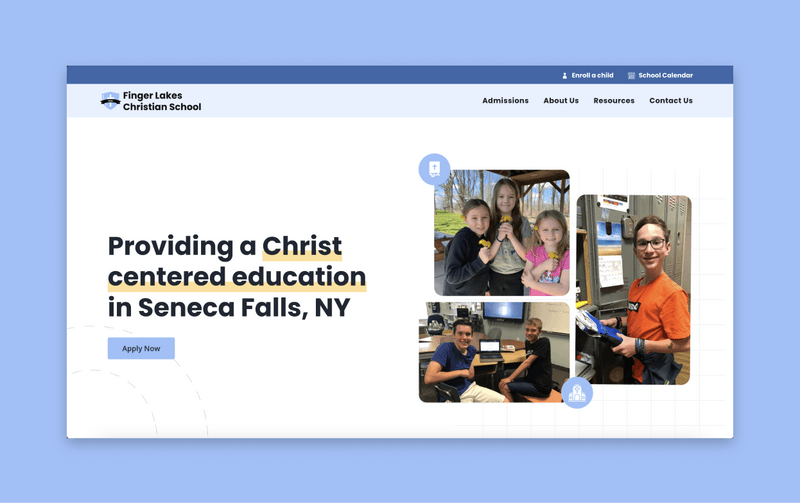 Enroll a child
School Calendar
Finger Lakes
Christian School
Admissions
About Us
Resources
Contact Us
Providing a Christ
centered education
in Seneca Falls, NY
Apply Now